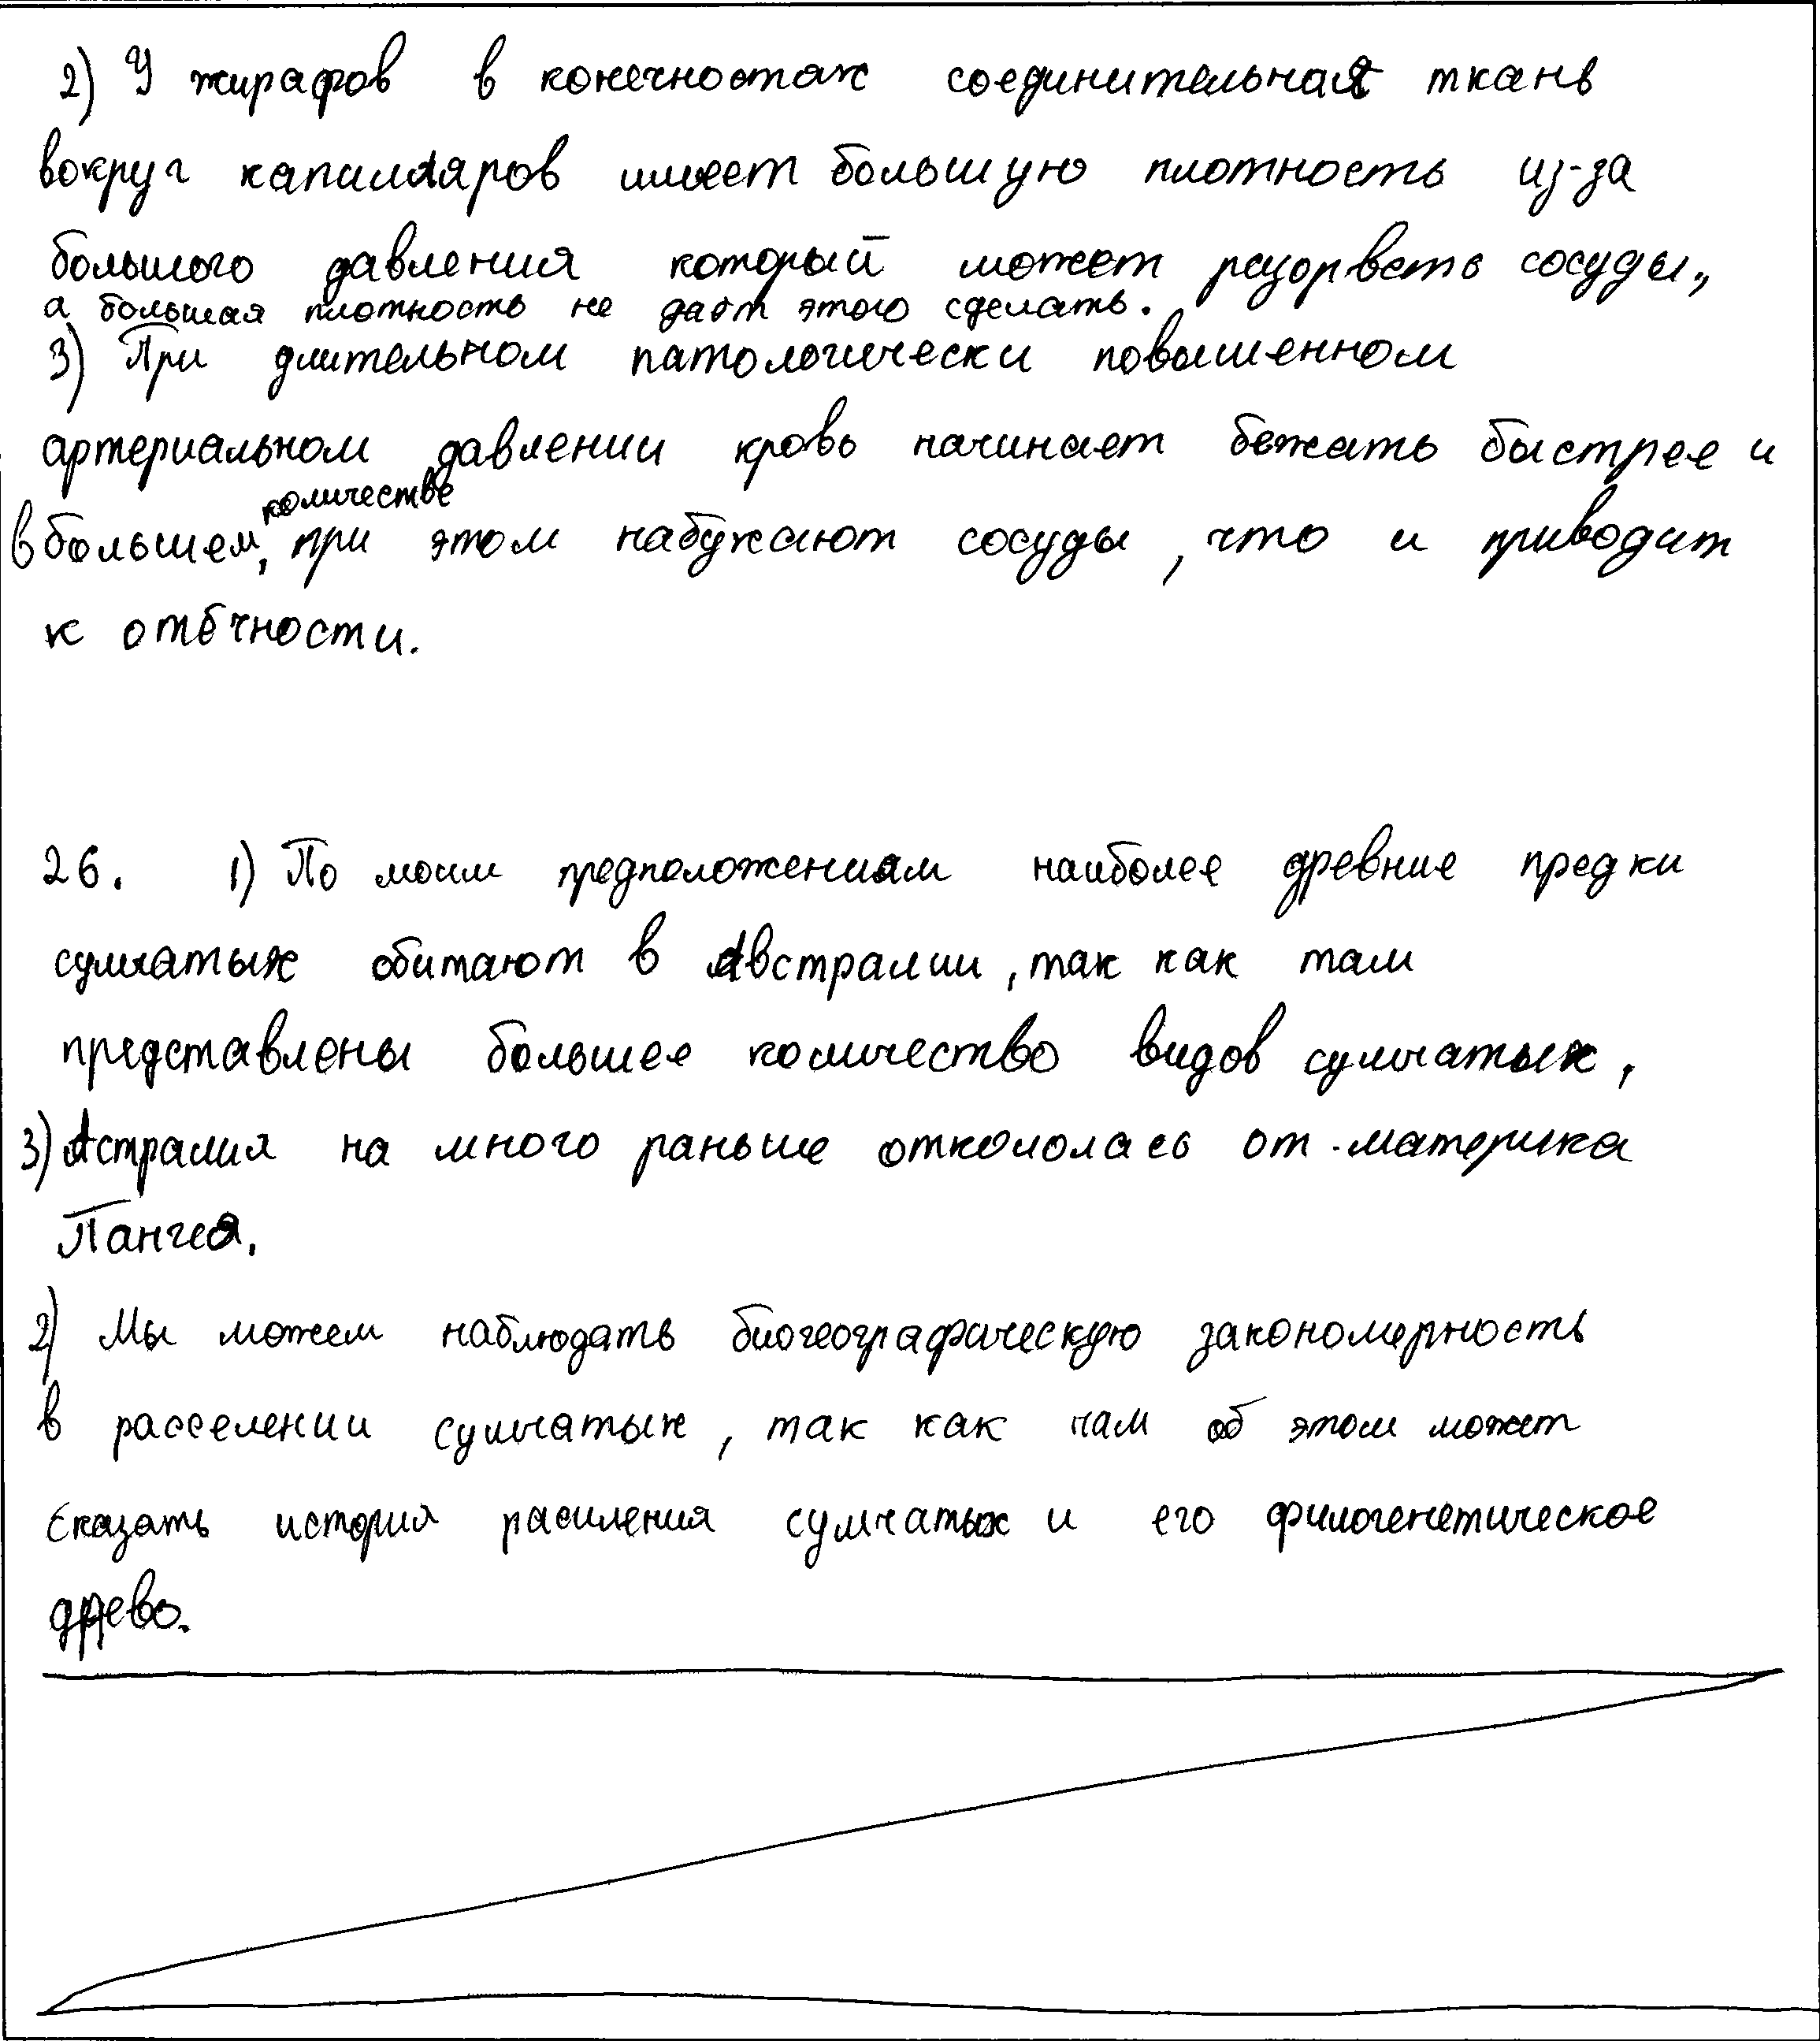 2) У жирафов в конечностях соединительная ткань
вокруг капилляров имеет большую плотность из-за
большого давления который может разорвать сосуды,
а большая плотность не даёт этого сделать.
3) При длительном патологически повышенном
артериальном давлении кровь начинает бежать быстрее и
в большем количестве, при этом набухают сосуды, что и приводит
к отёчности.
26. 1) По моим предположениям наиболее древние предки
сумчатых обитают в Австралии, так как там
представлены большее количество видов сумчатых,
3) Астралия на много раньше откололась от материка
Пангея.
2) Мы можем наблюдать биогеографическую закономерность
в расселении сумчатых, так как нам об этом может
сказать история расиления сумчатых и его филогенетическое
древо.